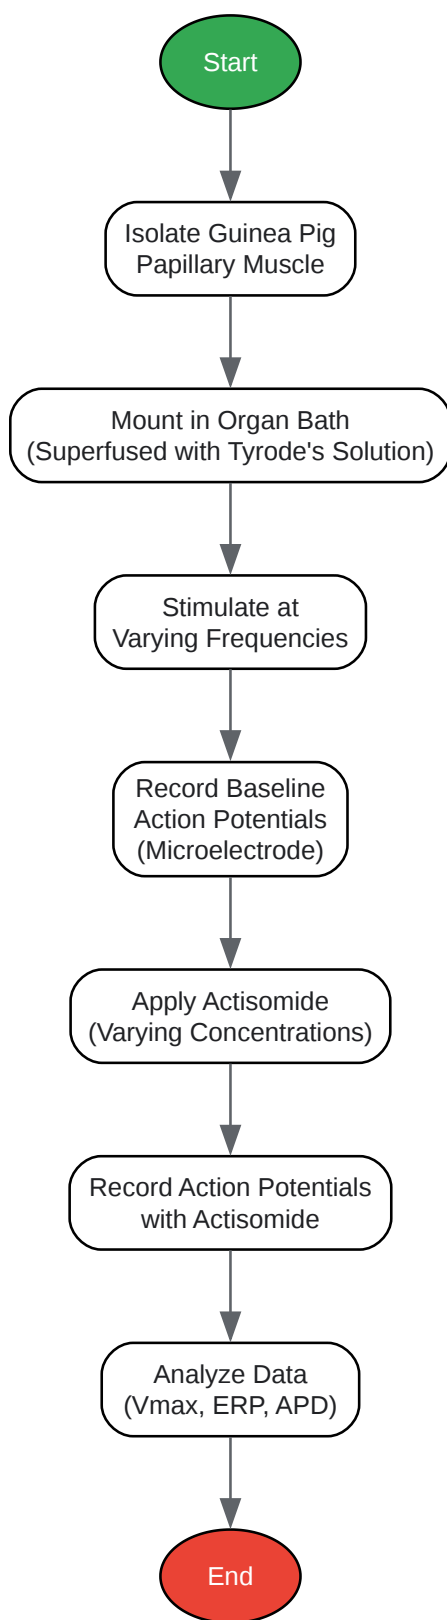 Start
Isolate Guinea Pig
Papillary Muscle
Mount in Organ Bath
(Superfused with Tyrode's Solution)
Stimulate at
Varying Frequencies
Record Baseline
Action Potentials
(Microelectrode)
Apply Actisomide
(Varying Concentrations)
Record Action Potentials
with Actisomide
Analyze Data
(Vmax, ERP, APD)
End